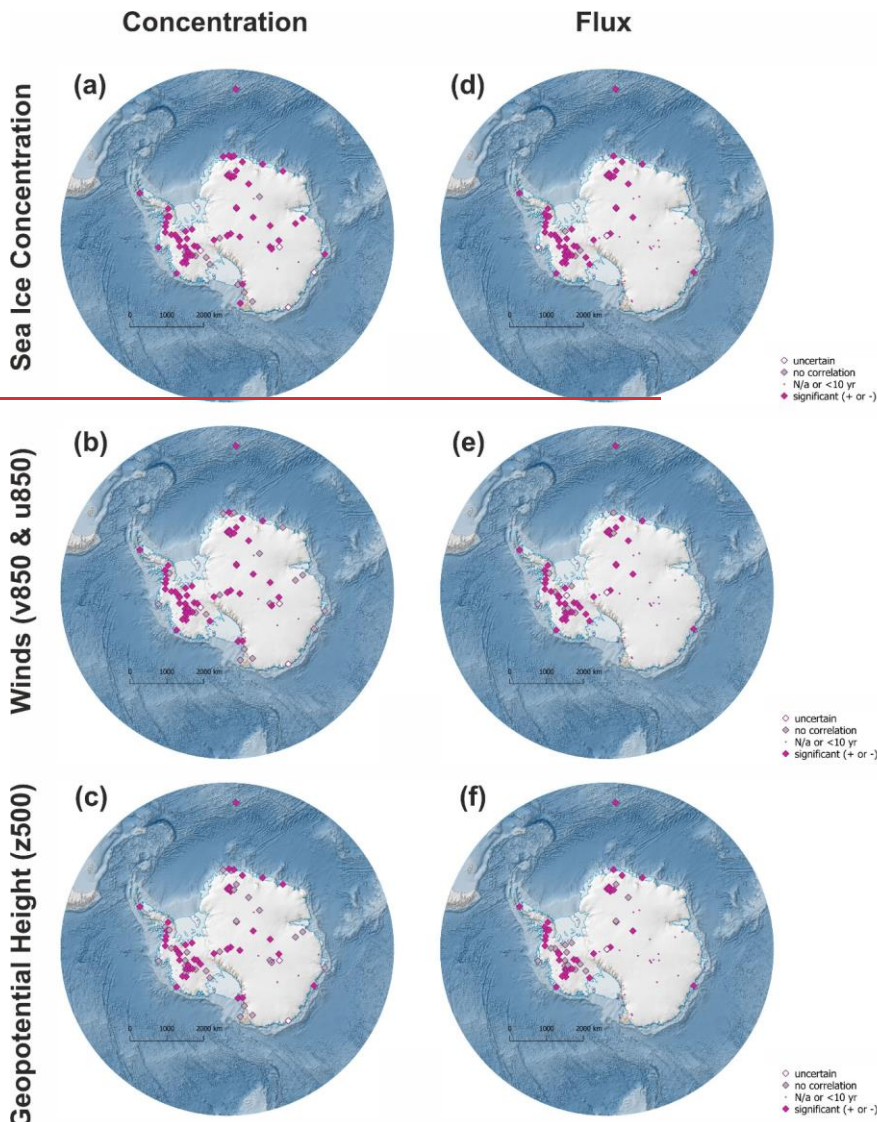 Concentration
Flux
Sea Ice Concentration
(a)
(d)
0 1000 2000 km
0 1000 2000 km
uncertain
no correlation
N/a or <10 yr
significant (+ or -)
Winds (v850 & u850)
(b)
(e)
0 1000 2000 km
0 1000 2000 km
uncertain
no correlation
N/a or <10 yr
significant (+ or -)
Geopotential Height (z500)
(c)
(f)
0 1000 2000 km
0 1000 2000 km
uncertain
no correlation
N/a or <10 yr
significant (+ or -)